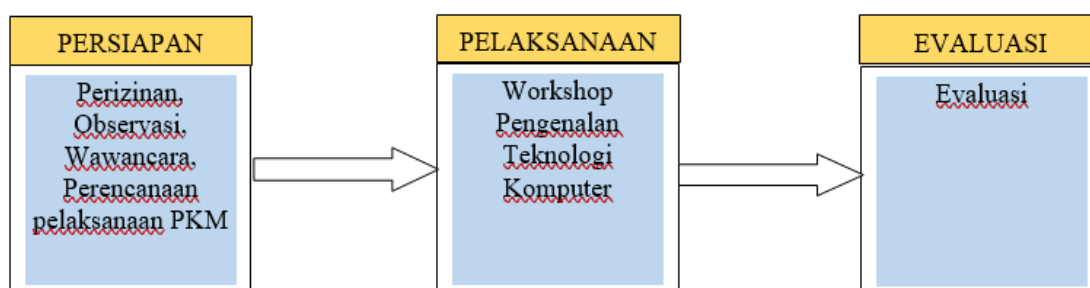 PERSIAPAN
Perizinan,
Observasi,
Wawancara,
Perencanaan
pelaksanaan PKM
PELAKSANAAN
Workshop
Pengenalan
Teknologi
Komputer
EVALUASI
Evaluasi